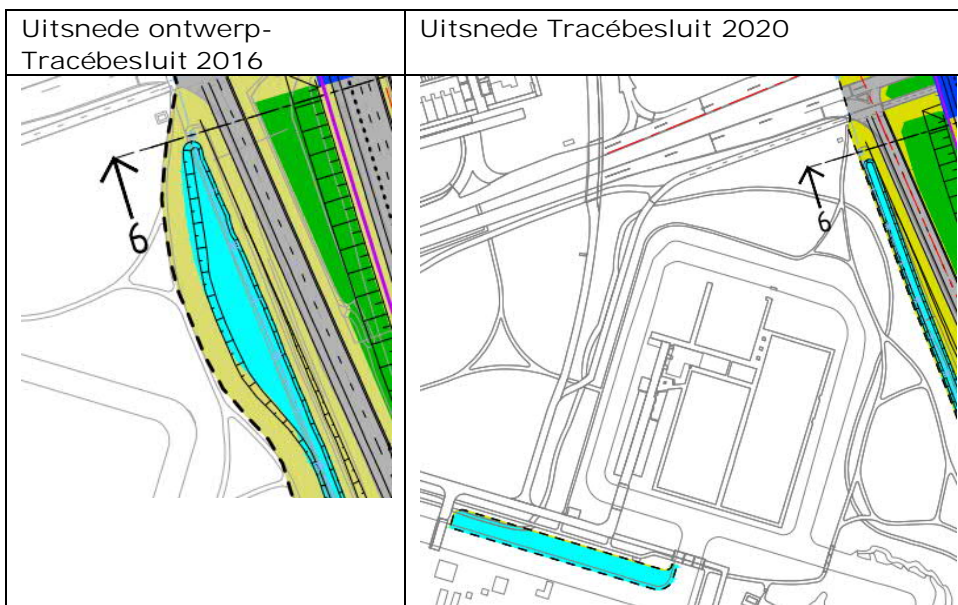 Uitsnede ontwerp-
Tracébesluit 2016
Uitsnede Tracébesluit 2020
6
6